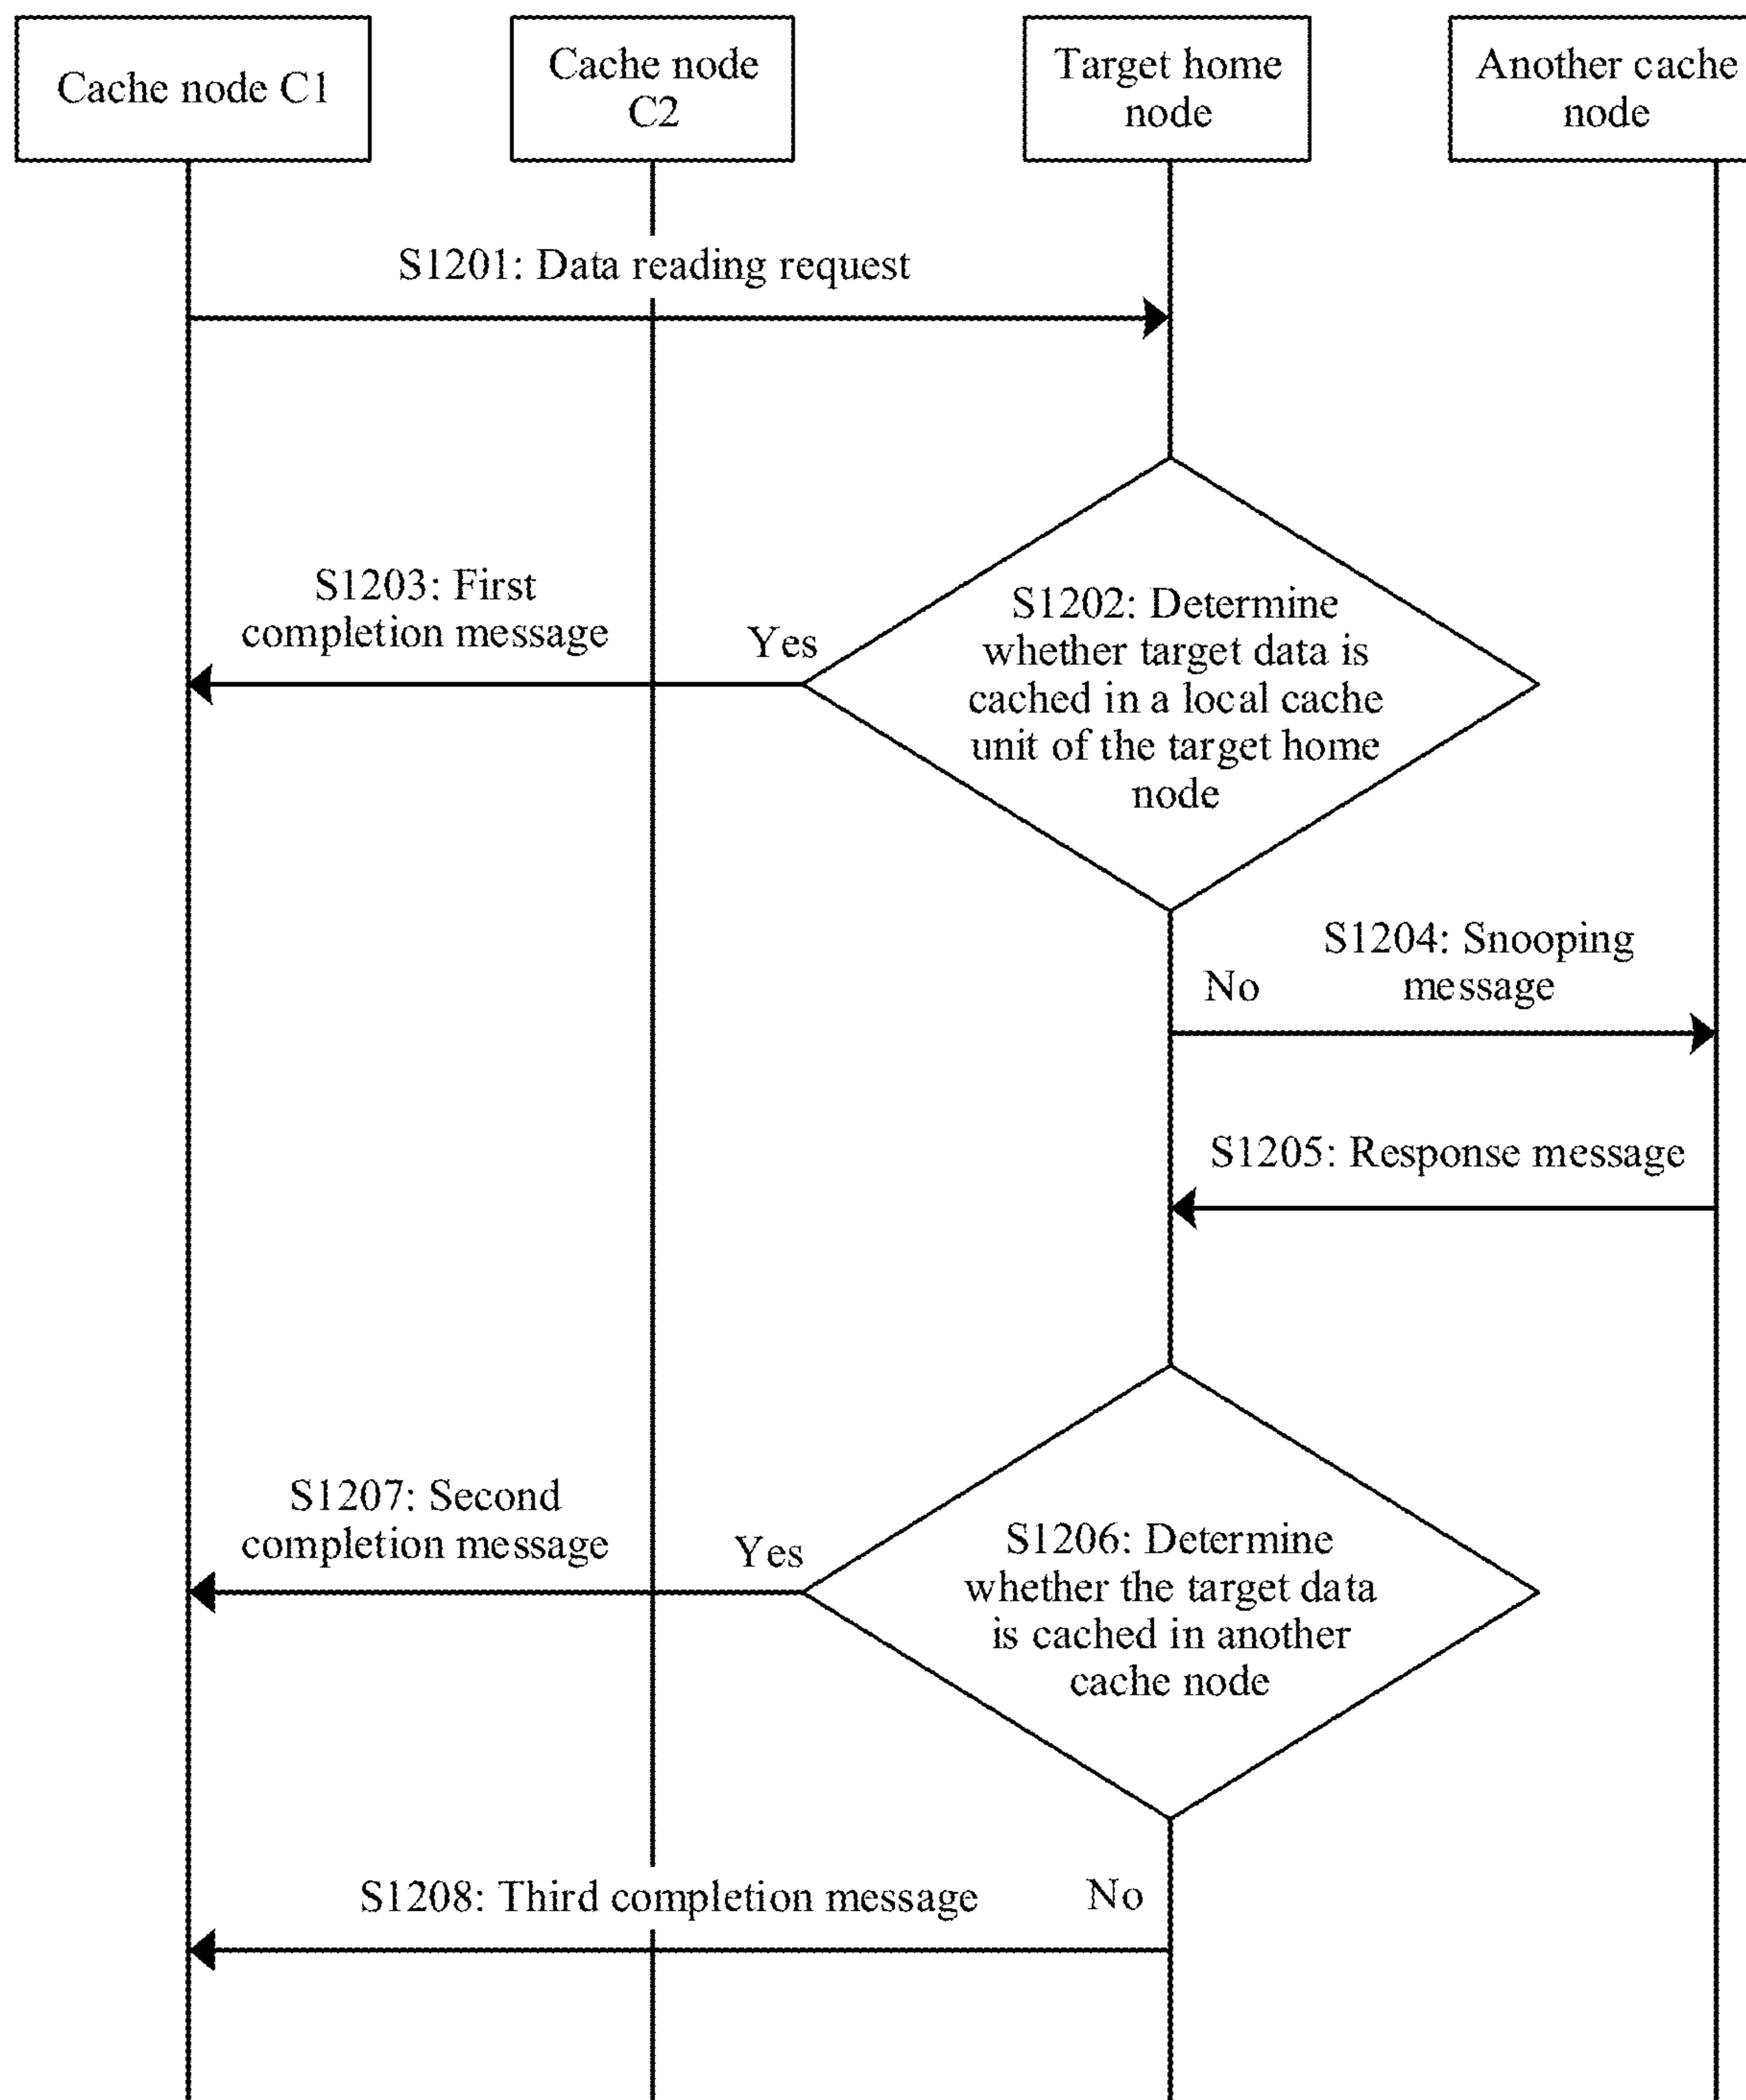 Cache node C1
Cache node
C2
Target home
node
Another cache
node
S1201: Data reading request
S1203: First
completion message
Yes
S1202: Determine
whether target data is
cached in a local cache
unit of the target home
node
S1204: Snooping
message
No
S1205: Response message
S1207: Second
completion message
Yes
S1206: Determine
whether the target data
is cached in another
cache node
S1208: Third completion message
No